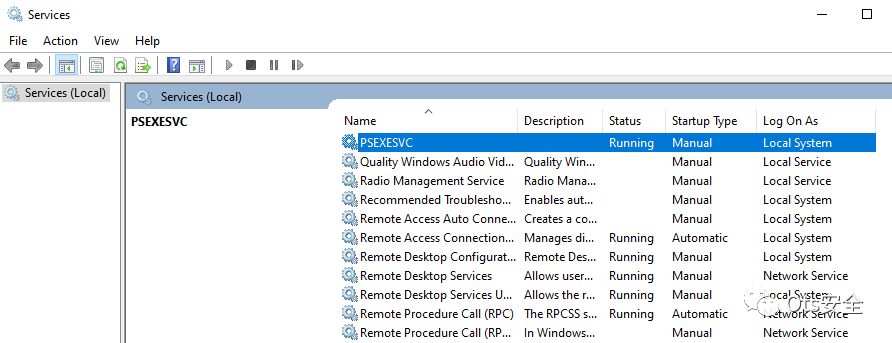 Services
File Action View Help
Services (Local)
Services (Local)
PSEXESVC
Name Description Status Startup Type Log On As
PSEXESVC Running Manual Local System
Quality Windows Audio Vid... Quality Win... Manual Local Service
Radio Management Service Radio Mana... Manual Local Service
Recommended Troublesho... Enables aut... Manual Local System
Remote Access Auto Conne... Creates a co... Manual Local System
Remote Access Connection... Manages di... Running Automatic Local System
Remote Desktop Configurat... Remote Des... Running Manual Local System
Remote Desktop Services Allows user... Running Manual Network Service
Remote Desktop Services U... Allows the r... Running Manual Local System
Remote Procedure Call (RPC) The RPCSS s... Running Automatic Network Service
Remote Procedure Call (RP... In Windows... Manual Network Service
Ots安全